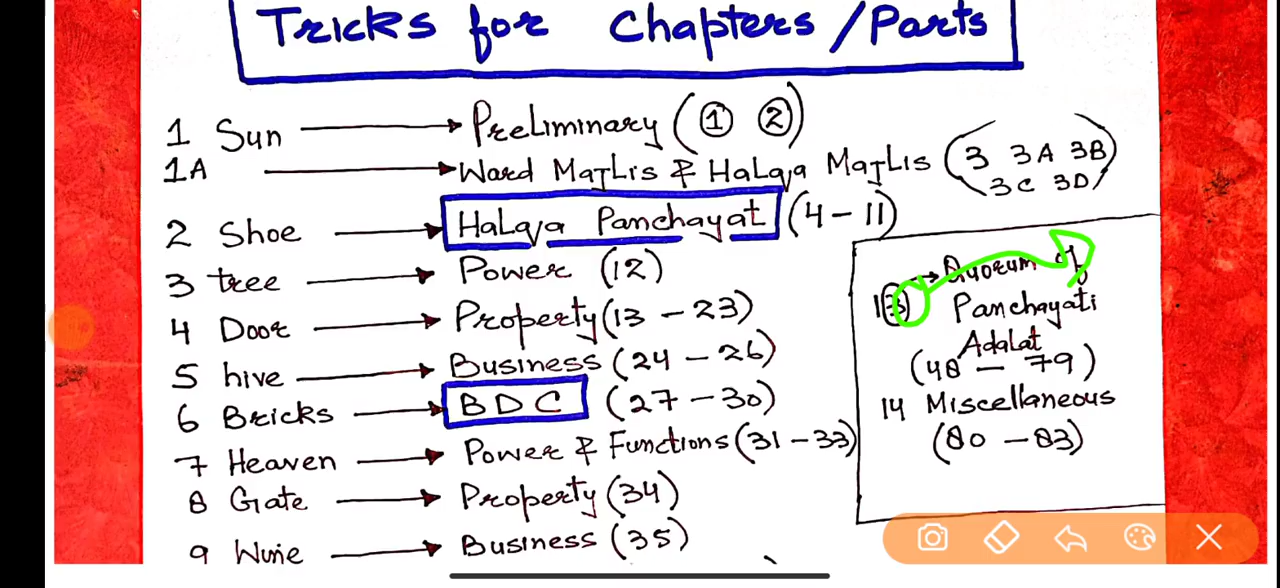 Tricks for Chapters/Parts
1 Sun → Preliminary (① ②)
1A → Ward Majlis & Halqa Majlis (3 3A 3B
3C 3D)
2 Shoe → Halqa Panchayat (4-11)
3 tree → Power (12)
4 Door → Property (13 - 23)
5 hive → Business (24 - 26)
6 Bricks → BDC (27 - 30)
7 Heaven → Power & Functions (31 - 33)
8 Gate → Property (34)
9 Wine → Business (35)
13 → Quorum of
Panchayati
Adalat
(48 - 79)
14 Miscellaneous
(80 - 83)